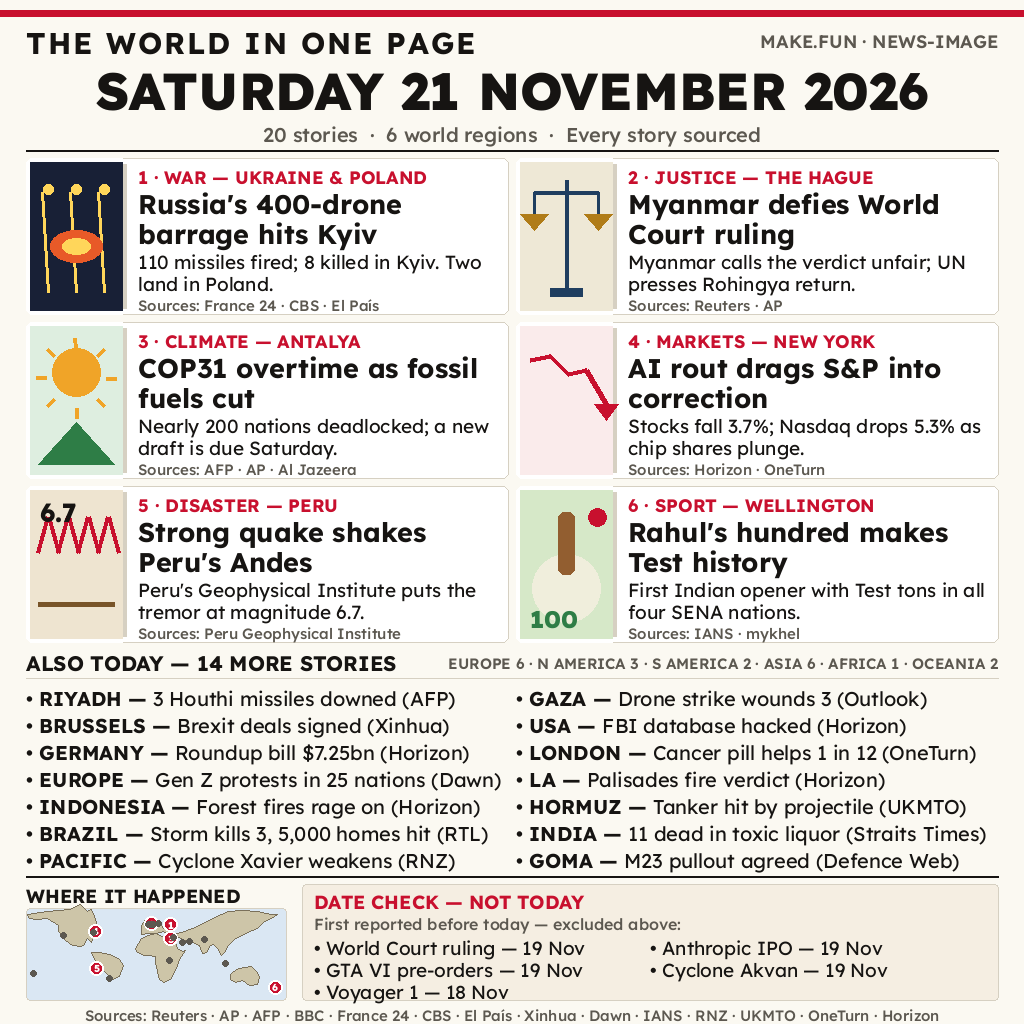 THE WORLD IN ONE PAGE
MAKE.FUN · NEWS-IMAGE
SATURDAY 21 NOVEMBER 2026
20 stories · 6 world regions · Every story sourced
1 · WAR — UKRAINE & POLAND
Russia's 400-drone
barrage hits Kyiv
110 missiles fired; 8 killed in Kyiv. Two
land in Poland.
Sources: France 24 · CBS · El País
2 · JUSTICE — THE HAGUE
Myanmar defies World
Court ruling
Myanmar calls the verdict unfair; UN
presses Rohingya return.
Sources: Reuters · AP
3 · CLIMATE — ANTALYA
COP31 overtime as fossil
fuels cut
Nearly 200 nations deadlocked; a new
draft is due Saturday.
Sources: AFP · AP · Al Jazeera
4 · MARKETS — NEW YORK
AI rout drags S&P into
correction
Stocks fall 3.7%; Nasdaq drops 5.3% as
chip shares plunge.
Sources: Horizon · OneTurn
6.7
5 · DISASTER — PERU
Strong quake shakes
Peru's Andes
Peru's Geophysical Institute puts the
tremor at magnitude 6.7.
Sources: Peru Geophysical Institute
100
6 · SPORT — WELLINGTON
Rahul's hundred makes
Test history
First Indian opener with Test tons in all
four SENA nations.
Sources: IANS · mykhel
ALSO TODAY — 14 MORE STORIES
EUROPE 6 · N AMERICA 3 · S AMERICA 2 · ASIA 6 · AFRICA 1 · OCEANIA 2
• RIYADH — 3 Houthi missiles downed (AFP)
• BRUSSELS — Brexit deals signed (Xinhua)
• GERMANY — Roundup bill $7.25bn (Horizon)
• EUROPE — Gen Z protests in 25 nations (Dawn)
• INDONESIA — Forest fires rage on (Horizon)
• BRAZIL — Storm kills 3, 5,000 homes hit (RTL)
• PACIFIC — Cyclone Xavier weakens (RNZ)
• GAZA — Drone strike wounds 3 (Outlook)
• USA — FBI database hacked (Horizon)
• LONDON — Cancer pill helps 1 in 12 (OneTurn)
• LA — Palisades fire verdict (Horizon)
• HORMUZ — Tanker hit by projectile (UKMTO)
• INDIA — 11 dead in toxic liquor (Straits Times)
• GOMA — M23 pullout agreed (Defence Web)
WHERE IT HAPPENED
1
5
6
DATE CHECK — NOT TODAY
First reported before today — excluded above:
• World Court ruling — 19 Nov
• GTA VI pre-orders — 19 Nov
• Voyager 1 — 18 Nov
• Anthropic IPO — 19 Nov
• Cyclone Akvan — 19 Nov
Sources: Reuters · AP · AFP · BBC · France 24 · CBS · El País · Xinhua · Dawn · IANS · RNZ · UKMTO · OneTurn · Horizon